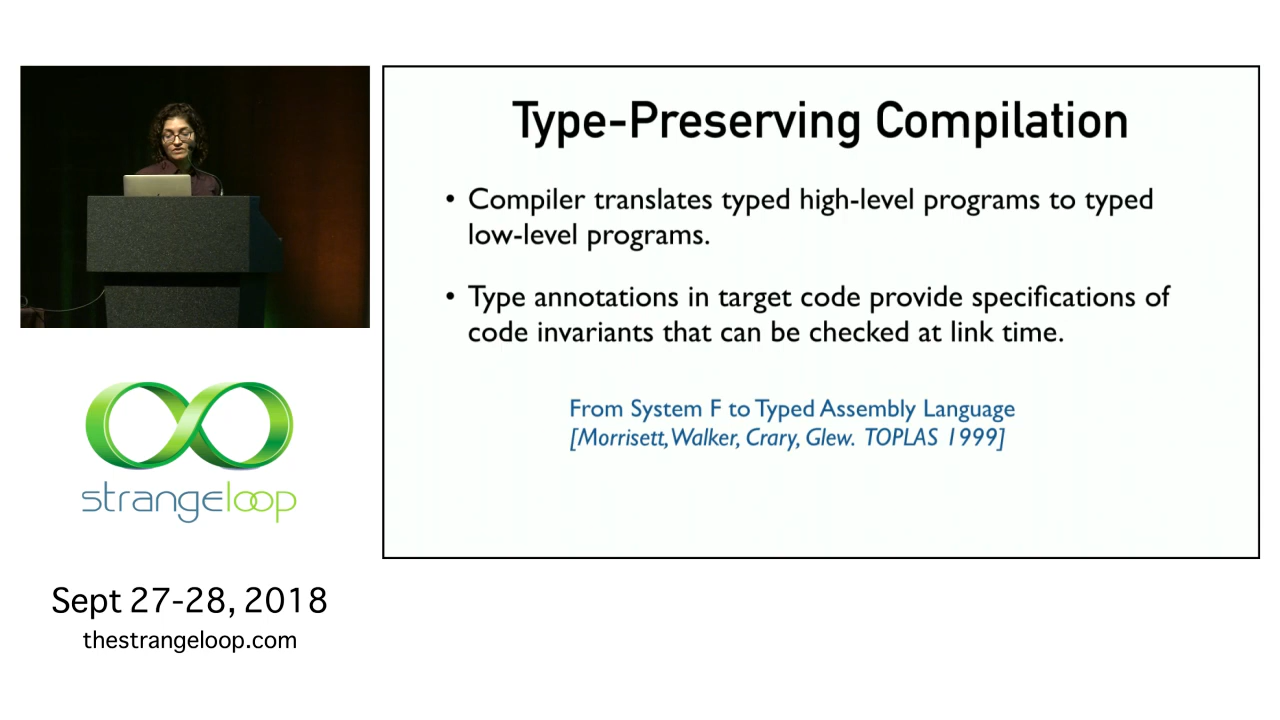 Type-Preserving Compilation
• Compiler translates typed high-level programs to typed
low-level programs.
• Type annotations in target code provide specifications of
code invariants that can be checked at link time.
From System F to Typed Assembly Language
[Morrisett, Walker, Crary, Glew. TOPLAS 1999]
strangeloop
Sept 27-28, 2018
thestrangeloop.com